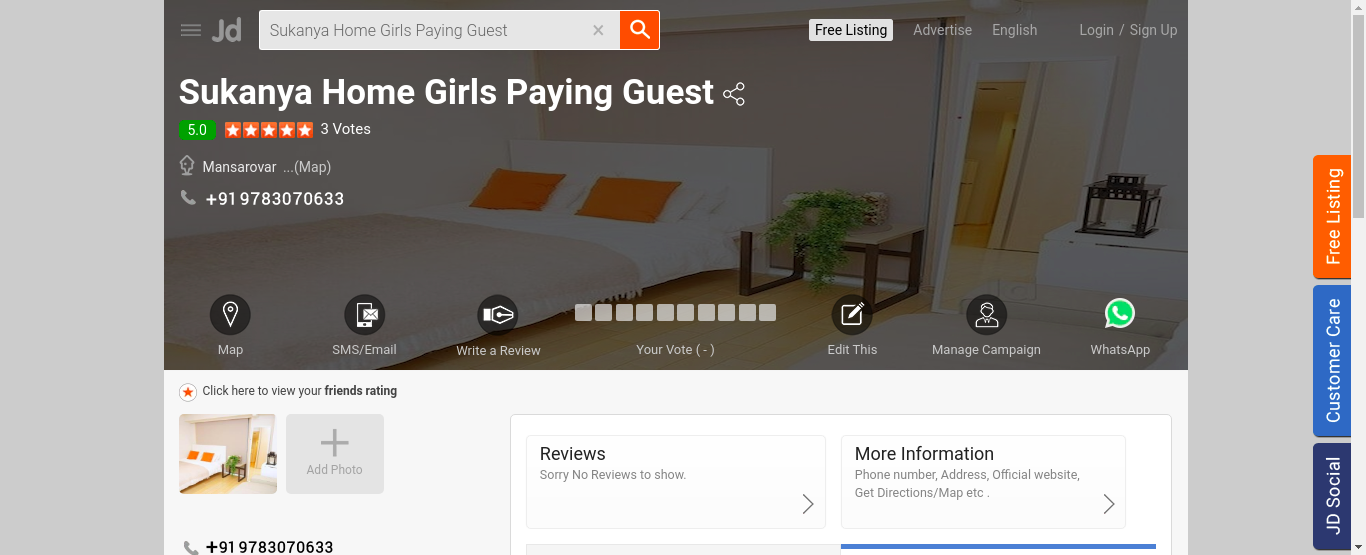 Jd
Sukanya Home Girls Paying Guest
Free Listing
Advertise
English
Login / Sign Up
Sukanya Home Girls Paying Guest
5.0
3 Votes
Mansarovar ...(Map)
+91 9783070633
Map
SMS/Email
Write a Review
Your Vote ( - )
Edit This
Manage Campaign
WhatsApp
Click here to view your friends rating
Add Photo
Reviews
Sorry No Reviews to show.
More Information
Phone number, Address, Official website,
Get Directions/Map etc .
+91 9783070633
Free Listing
Customer Care
JD Social